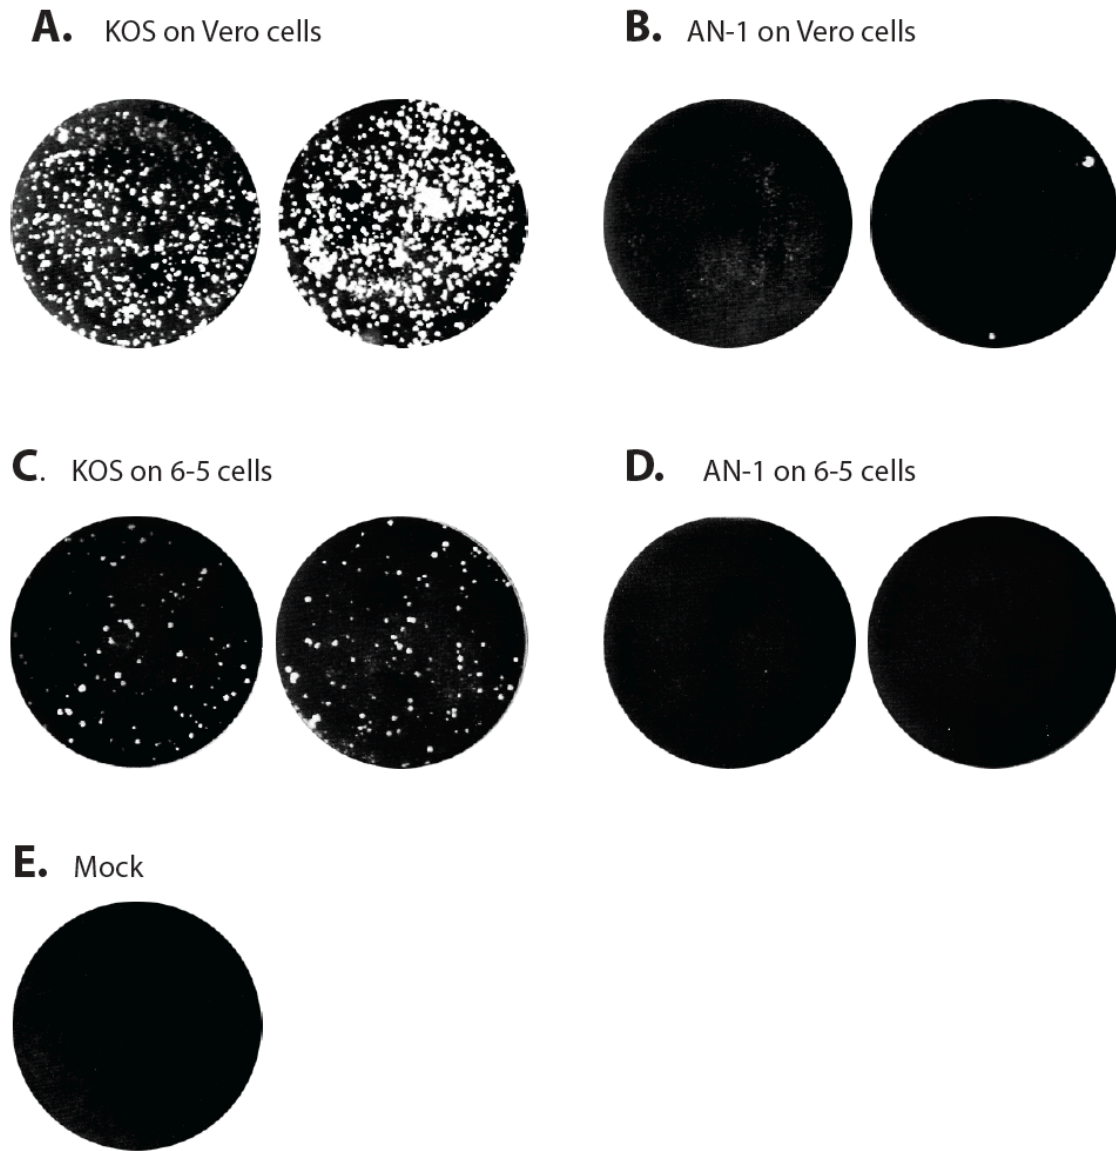 A. KOS on Vero cells
B. AN-1 on Vero cells
C. KOS on 6-5 cells
D. AN-1 on 6-5 cells
E. Mock